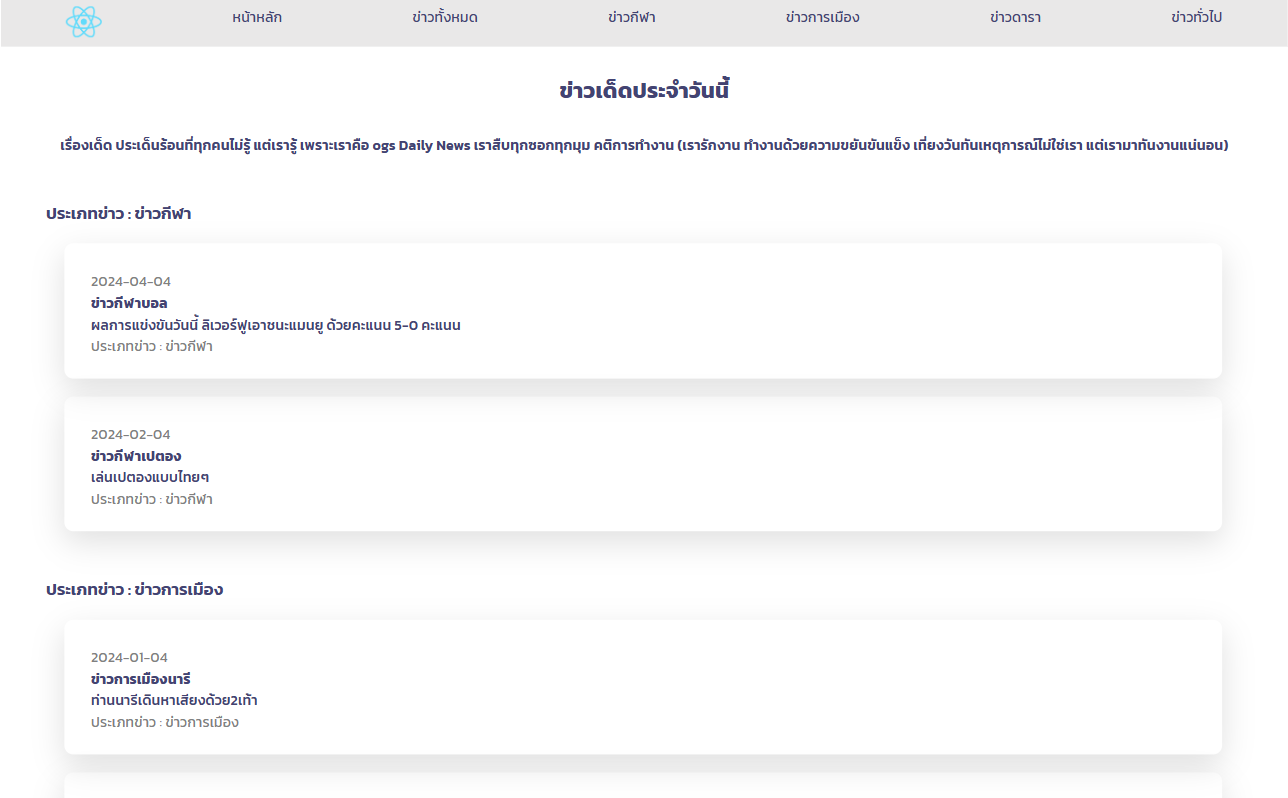 หน้าหลัก ข่าวทั้งหมด ข่าวกีฬา ข่าวการเมือง ข่าวดารา ข่าวทั่วไป
ข่าวเด็ดประจำวันนี้
เรื่องเด็ด ประเด็นร้อนที่ทุกคนไม่รู้ แต่เรารู้ เพราะเราคือ ogs Daily News เราสืบทุกซอกทุกมุม คติการทำงาน (เรารักงาน ทำงานด้วยความขยันขันแข็ง เที่ยงวันทันเหตุการณ์ไม่ใช่เรา แต่เรามาทันงานแน่นอน)
ประเภทข่าว : ข่าวกีฬา
2024-04-04
ข่าวกีฬาบอล
ผลการแข่งขันวันนี้ ลิเวอร์ฟูเอาชนะแมนยู ด้วยคะแนน 5-0 คะแนน
ประเภทข่าว : ข่าวกีฬา
2024-02-04
ข่าวกีฬาเปตอง
เล่นเปตองแบบไทยๆ
ประเภทข่าว : ข่าวกีฬา
ประเภทข่าว : ข่าวการเมือง
2024-01-04
ข่าวการเมืองนารี
ท่านนารีเดินหาเสียงด้วย2เท้า
ประเภทข่าว : ข่าวการเมือง